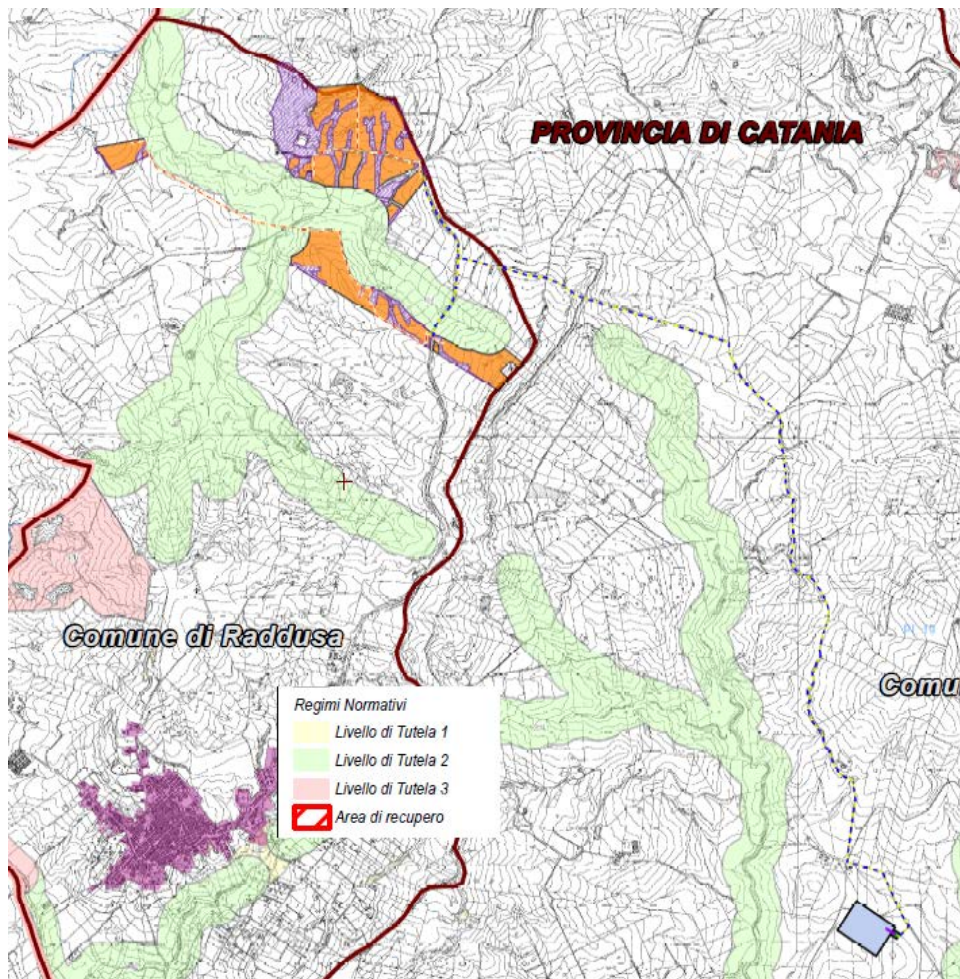 PROVINCIA DI CATANIA
Comune di Raddusa
Comu
Regimi Normativi
Livello di Tutela 1
Livello di Tutela 2
Livello di Tutela 3
Area di recupero